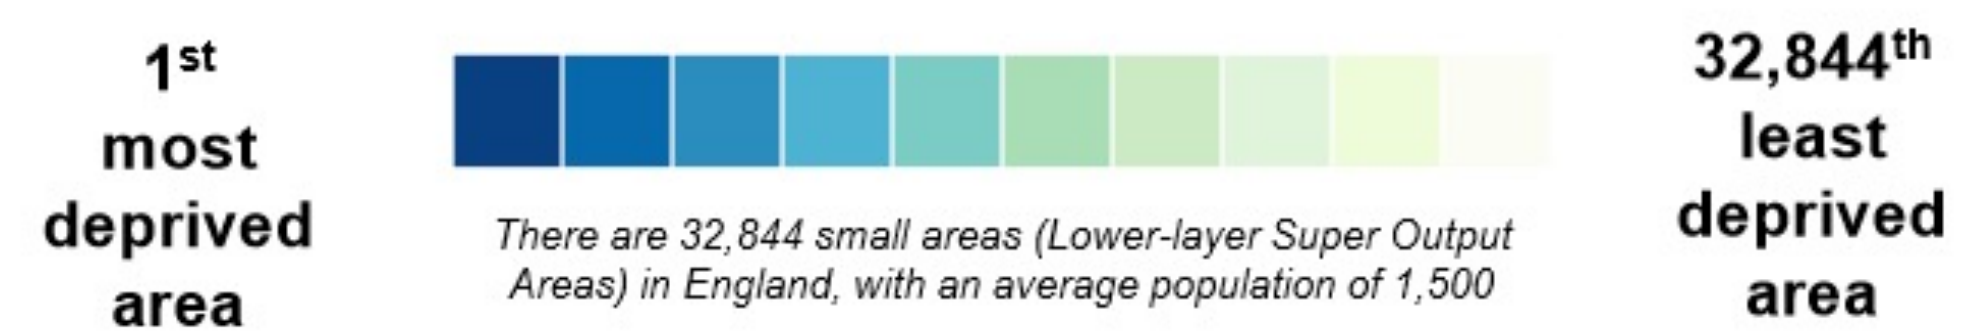 1st
most
deprived
area
There are 32,844 small areas (Lower-layer Super Output
Areas) in England, with an average population of 1,500
32,844th
least
deprived
area